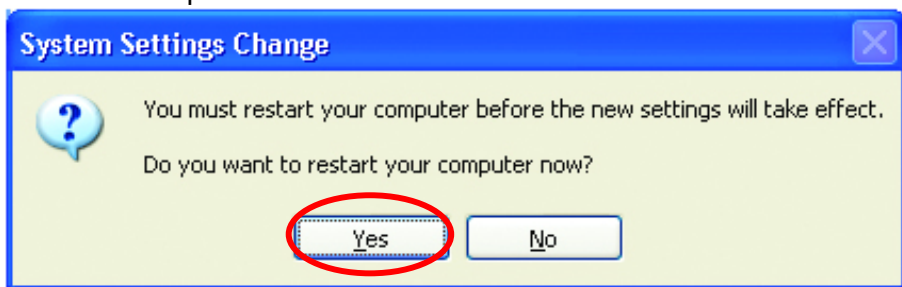 System Settings Change
You must restart your computer before the new settings will take effect.
Do you want to restart your computer now?
Yes No